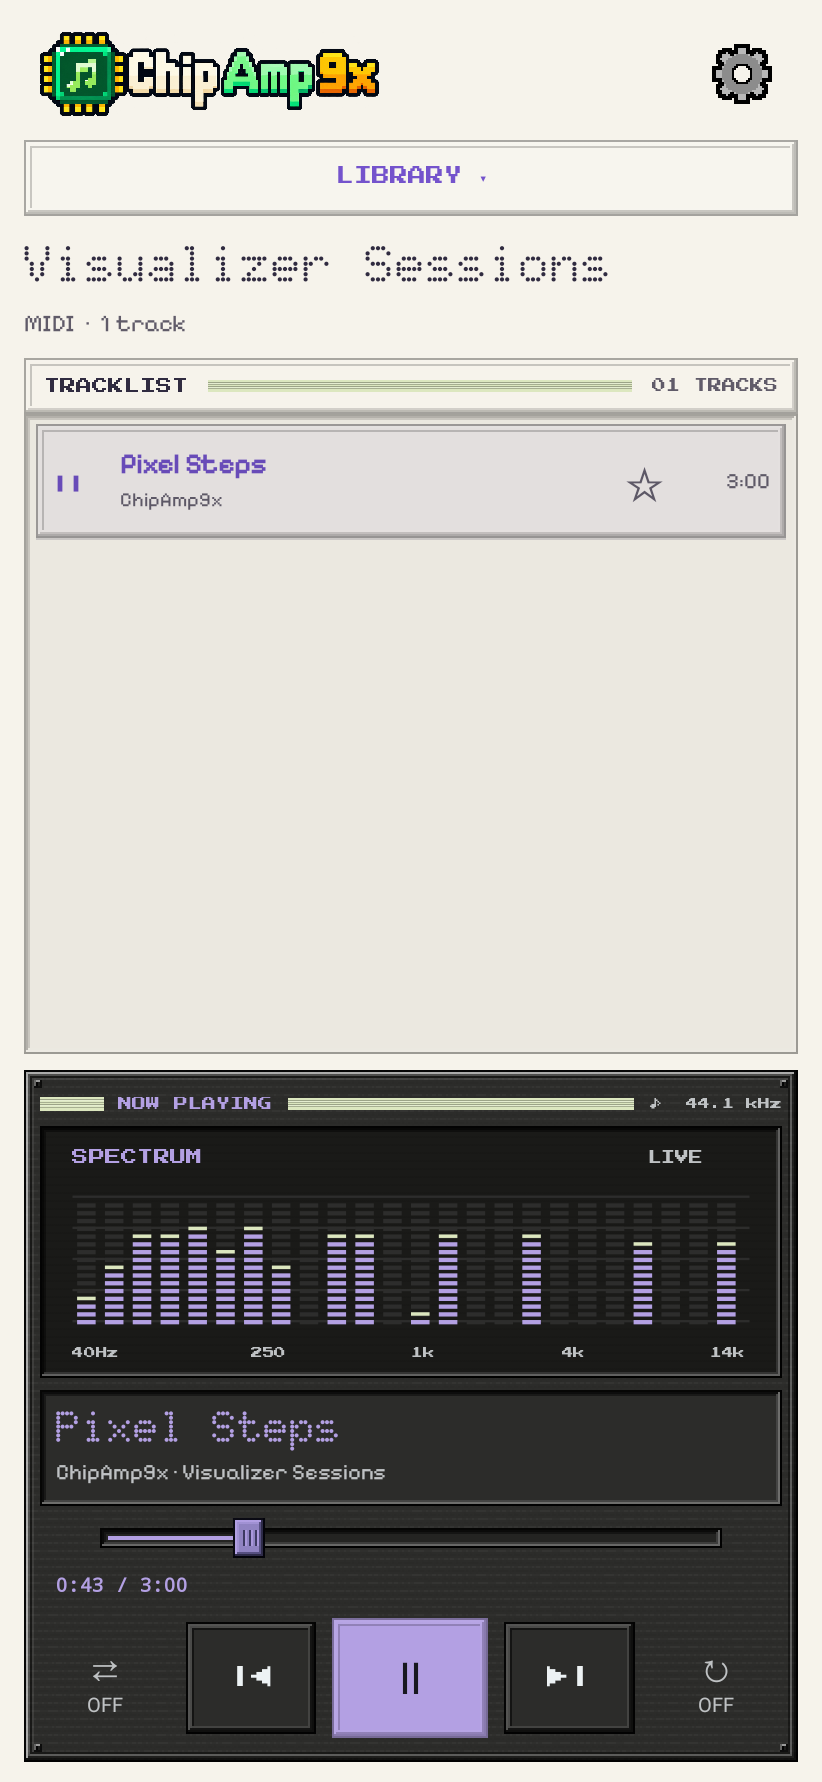 ChipAmp9x
LIBRARY ▾
Visualizer Sessions
MIDI · 1 track
TRACKLIST 01 TRACKS
Pixel Steps
ChipAmp9x
3:00
NOW PLAYING ♪ 44.1 kHz
SPECTRUM LIVE
40Hz 250 1k 4k 14k
Pixel Steps
ChipAmp9x · Visualizer Sessions
0:43 / 3:00
OFF OFF